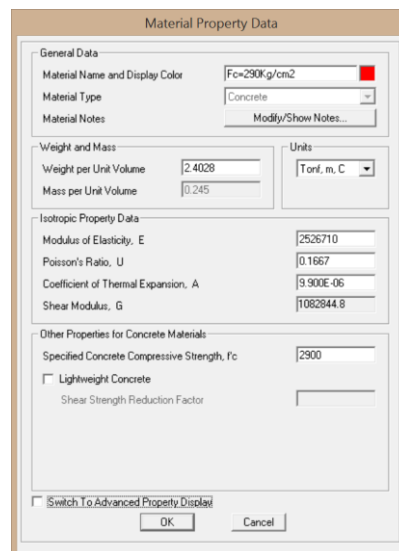 Material Property Data
General Data
Material Name and Display Color Fc=290Kg/cm2
Material Type Concrete
Material Notes Modify/Show Notes...
Weight and Mass Units
Weight per Unit Volume 2.4028 Tonf, m, C
Mass per Unit Volume 0.245
Isotropic Property Data
Modulus of Elasticity, E 2526710
Poisson's Ratio, U 0.1667
Coefficient of Thermal Expansion, A 9.900E-06
Shear Modulus, G 1082844.8
Other Properties for Concrete Materials
Specified Concrete Compressive Strength, f'c 2900
Lightweight Concrete
Shear Strength Reduction Factor
Switch To Advanced Property Display
OK Cancel